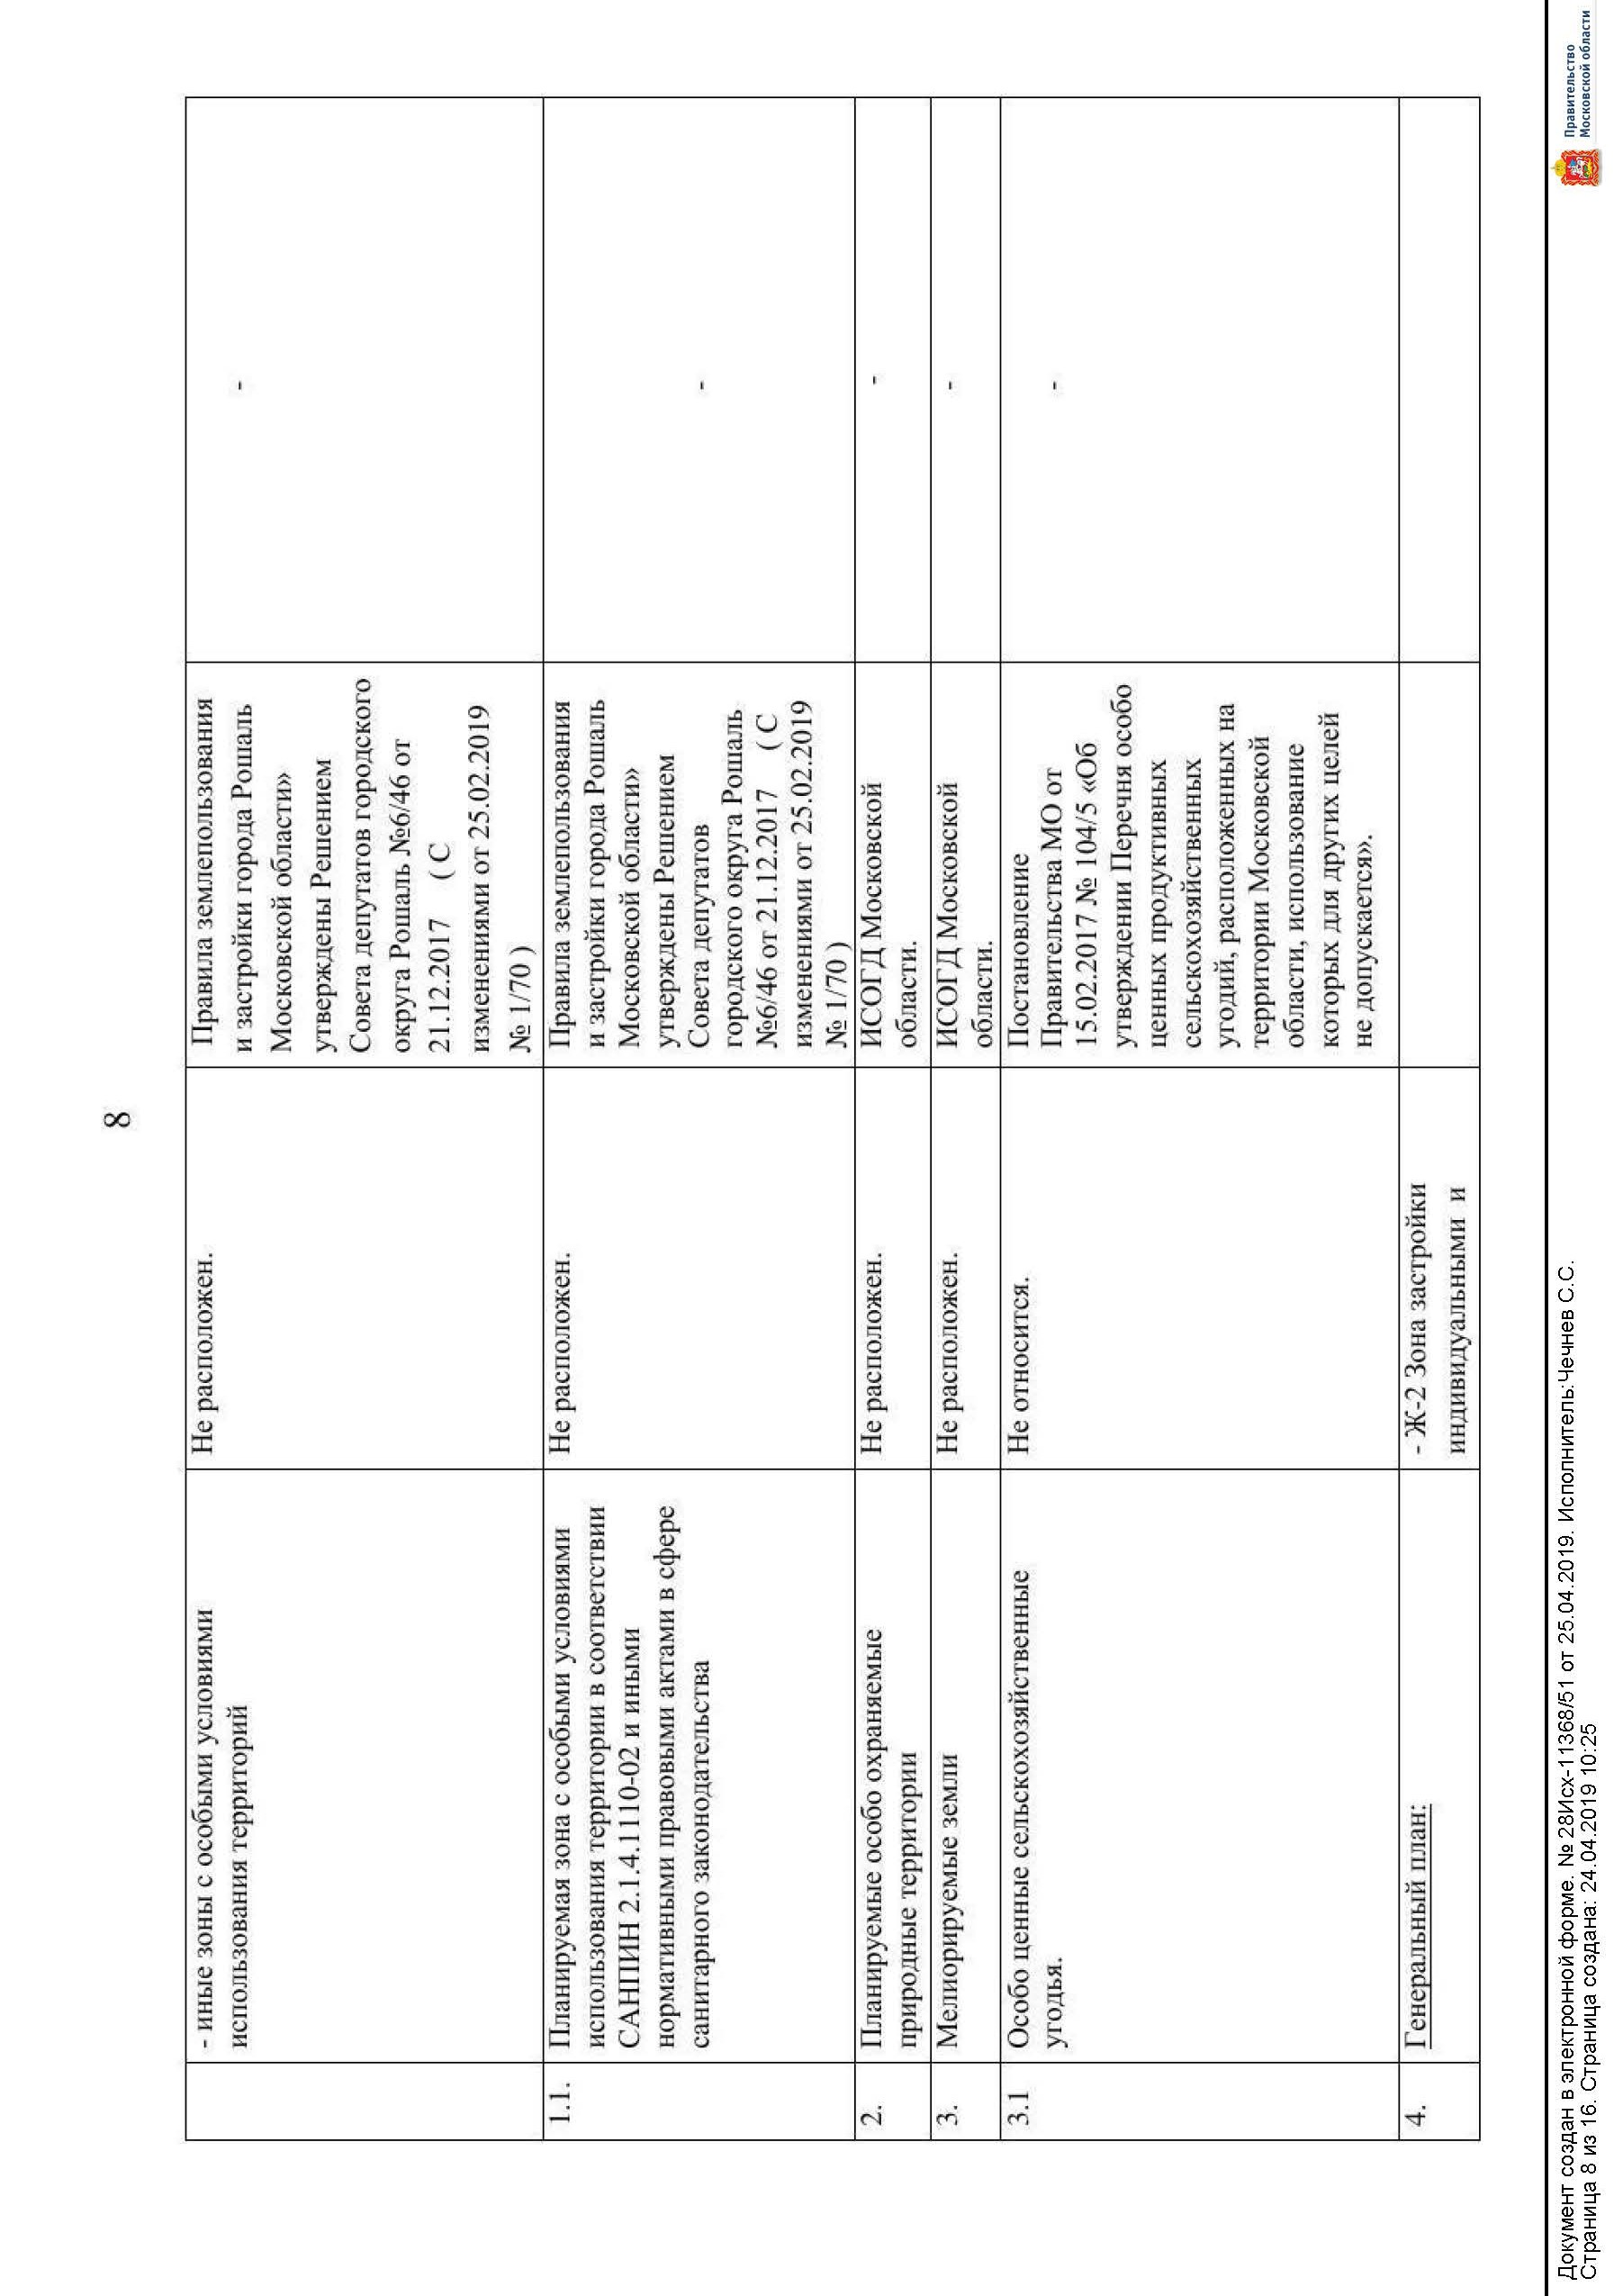 8
- иные зоны с особыми условиями
использования территорий
Не расположен.
Правила землепользования
и застройки города Рошаль
Московской области»
утверждены Решением
Совета депутатов городского
округа Рошаль №6/46 от
21.12.2017 ( С
изменениями от 25.02.2019
№ 1/70 )
-
1.1.
Планируемая зона с особыми условиями
использования территории в соответствии
САНПИН 2.1.4.1110-02 и иными
нормативными правовыми актами в сфере
санитарного законодательства
Не расположен.
Правила землепользования
и застройки города Рошаль
Московской области»
утверждены Решением
Совета депутатов
городского округа Рошаль
№6/46 от 21.12.2017 ( С
изменениями от 25.02.2019
№ 1/70 )
-
2.
Планируемые особо охраняемые
природные территории
Не расположен.
ИСОГД Московской
области.
-
3.
Мелиорируемые земли
Не расположен.
ИСОГД Московской
области.
-
3.1
Особо ценные сельскохозяйственные
угодья.
Не относится.
Постановление
Правительства МО от
15.02.2017 № 104/5 «Об
утверждении Перечня особо
ценных продуктивных
сельскохозяйственных
угодий, расположенных на
территории Московской
области, использование
которых для других целей
не допускается».
-
4.
Генеральный план:
- Ж-2 Зона застройки
индивидуальными и
Документ создан в электронной форме. № 28Исх-11368/51 от 25.04.2019. Исполнитель:Чечнев С.С.
Страница 8 из 16. Страница создана: 24.04.2019 10:25
Правительство
Московской области